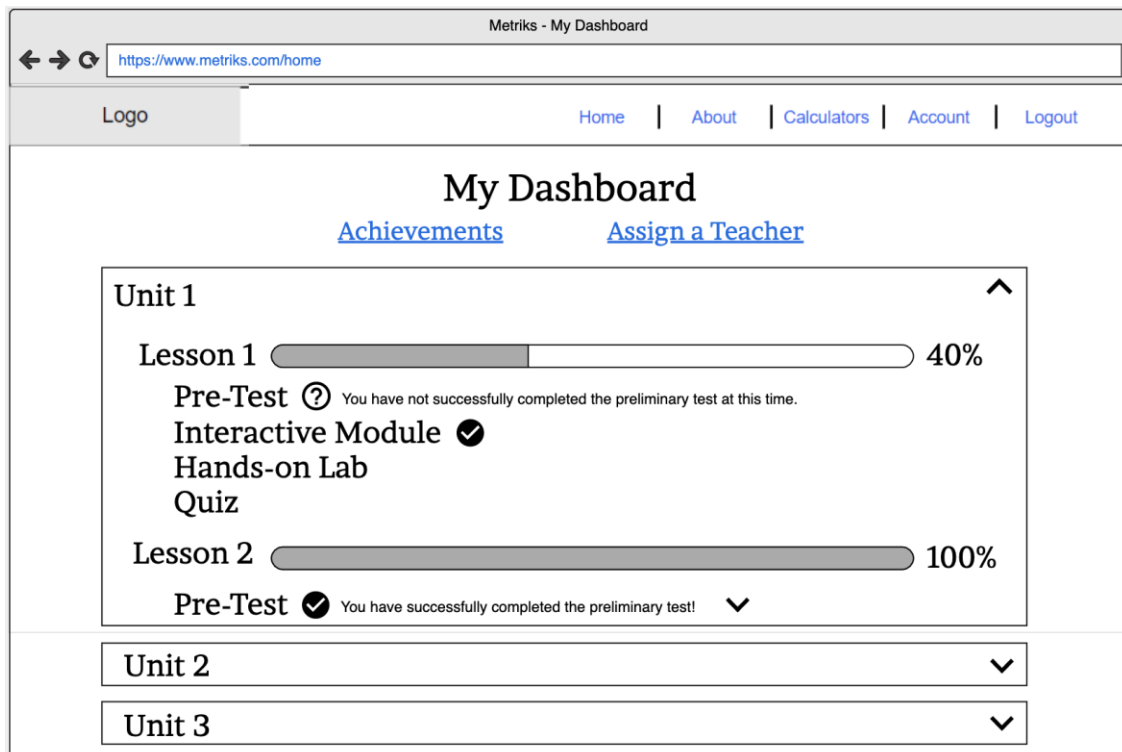 Metriks - My Dashboard
https://www.metriks.com/home
Logo
Home | About | Calculators | Account | Logout
My Dashboard
Achievements Assign a Teacher
Unit 1
Lesson 1 40%
Pre-Test You have not successfully completed the preliminary test at this time.
Interactive Module
Hands-on Lab
Quiz
Lesson 2 100%
Pre-Test You have successfully completed the preliminary test!
Unit 2
Unit 3